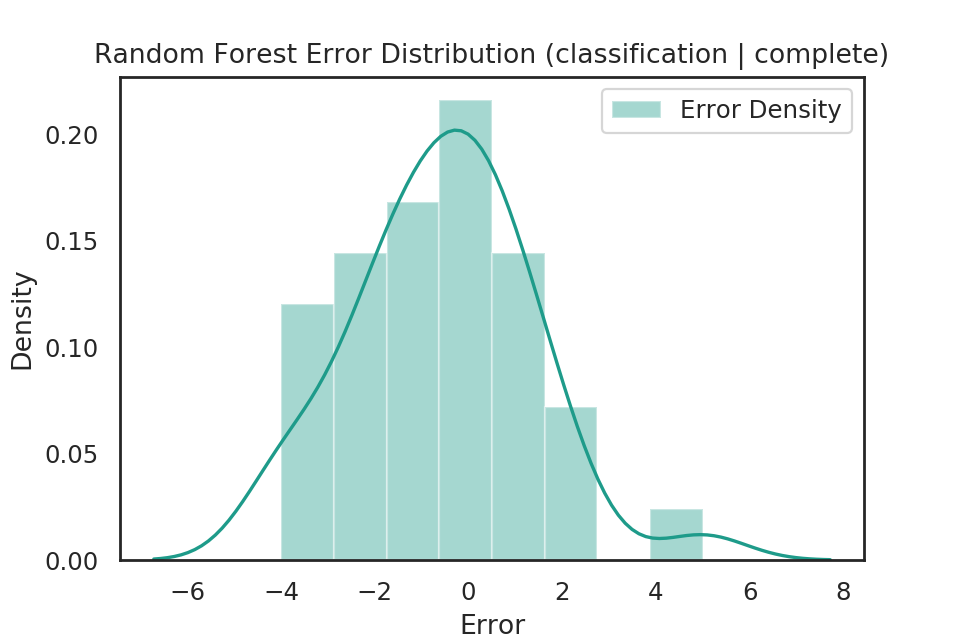 Random Forest Error Distribution (classification | complete)
Error Density
0.20
0.15
0.10
0.05
0.00
Density
−6 −4 −2 0 2 4 6 8
Error